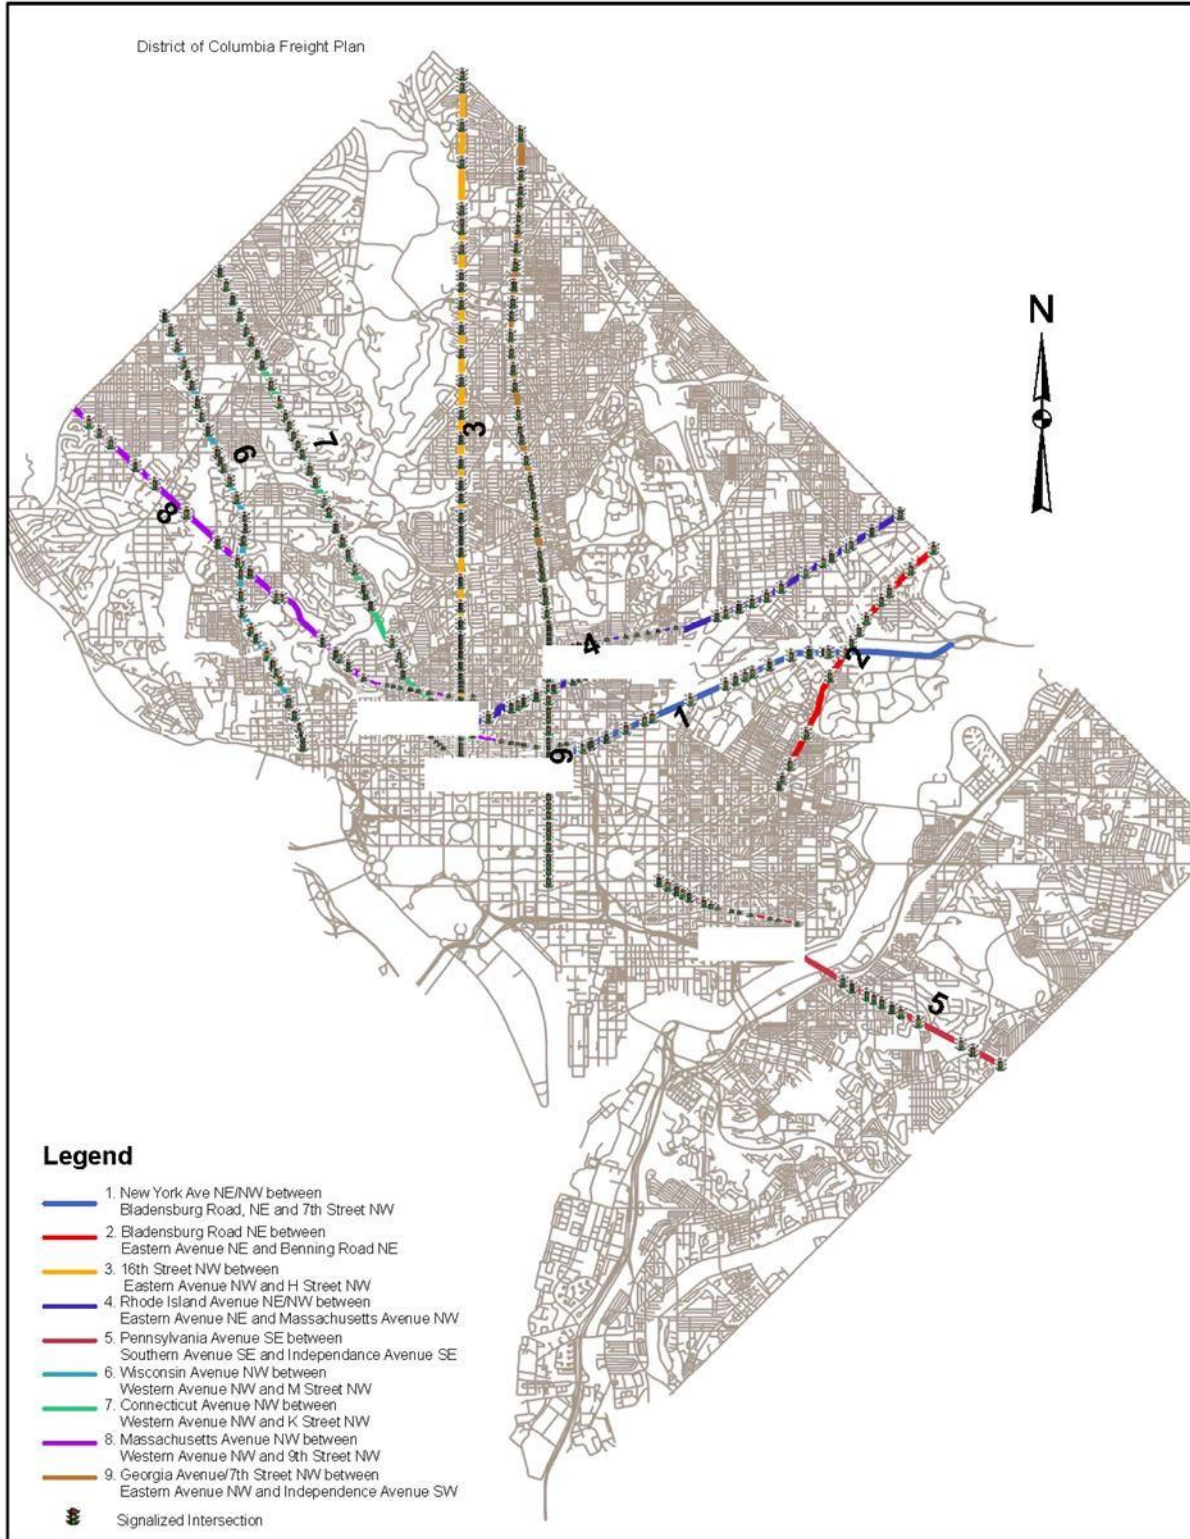 District of Columbia Freight Plan
N
3
7
6
8
4
2
1
9
5
Legend
1. New York Ave NE/NW between
Bladensburg Road, NE and 7th Street NW
2. Bladensburg Road NE between
Eastern Avenue NE and Benning Road NE
3. 16th Street NW between
Eastern Avenue NW and H Street NW
4. Rhode Island Avenue NE/NW between
Eastern Avenue NE and Massachusetts Avenue NW
5. Pennsylvania Avenue SE between
Southern Avenue SE and Independance Avenue SE
6. Wisconsin Avenue NW between
Western Avenue NW and M Street NW
7. Connecticut Avenue NW between
Western Avenue NW and K Street NW
8. Massachusetts Avenue NW between
Western Avenue NW and 9th Street NW
9. Georgia Avenue/7th Street NW between
Eastern Avenue NW and Independence Avenue SW
Signalized Intersection